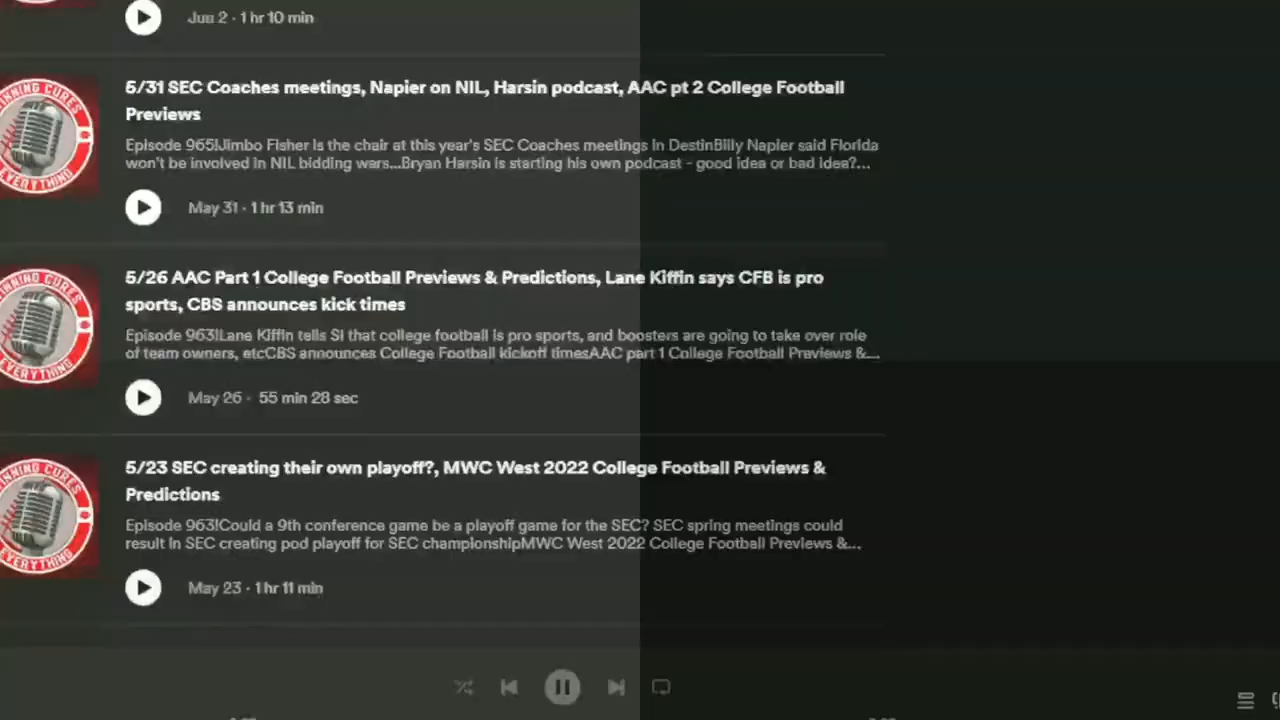 Jun 2 · 1 hr 10 min
5/31 SEC Coaches meetings, Napier on NIL, Harsin podcast, AAC pt 2 College Football
Previews
Episode 965!Jimbo Fisher is the chair at this year's SEC Coaches meetings in DestinBilly Napier said Florida
won't be involved in NIL bidding wars...Bryan Harsin is starting his own podcast - good idea or bad idea?...
May 31 · 1 hr 13 min
WINNING CURES
EVERYTHING
5/26 AAC Part 1 College Football Previews & Predictions, Lane Kiffin says CFB is pro
sports, CBS announces kick times
Episode 963!Lane Kiffin tells SI that college football is pro sports, and boosters are going to take over role
of team owners, etcCBS announces College Football kickoff timesAAC part 1 College Football Previews &...
May 26 · 55 min 28 sec
INNING CURES
EVERYTHING
5/23 SEC creating their own playoff?, MWC West 2022 College Football Previews &
Predictions
Episode 963!Could a 9th conference game be a playoff game for the SEC? SEC spring meetings could
result in SEC creating pod playoff for SEC championshipMWC West 2022 College Football Previews &...
May 23 · 1 hr 11 min
INNING CURES
EVERYTHING